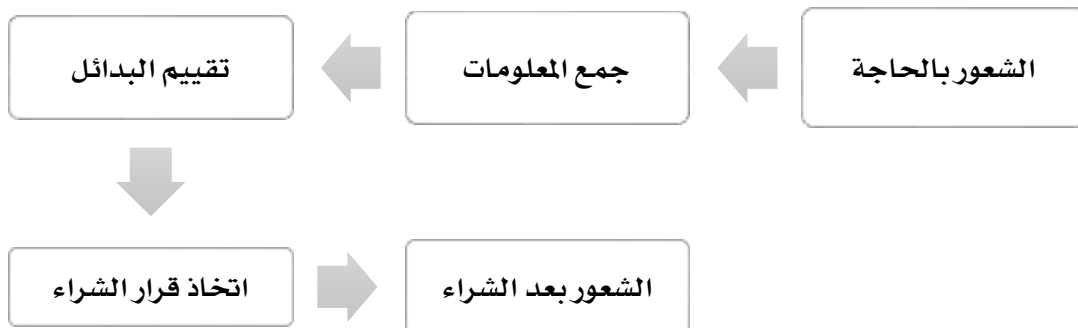 الشعور بالحاجة
جمع المعلومات
تقييم البدائل
اتخاذ قرار الشراء
الشعور بعد الشراء